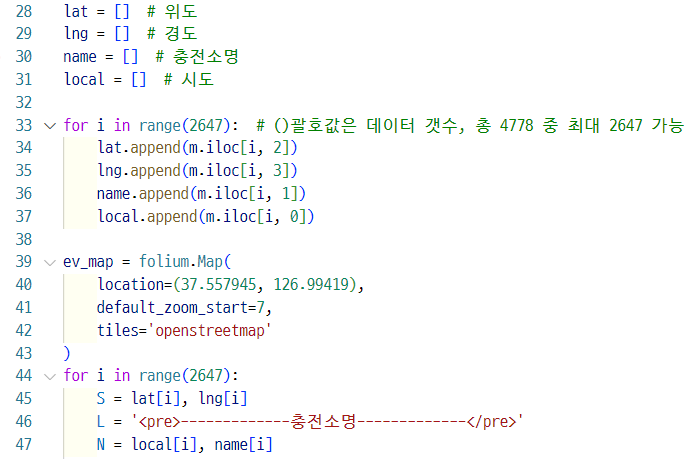 28 lat = []  # 위도
29 lng = []  # 경도
30 name = []  # 충전소명
31 local = []  # 시도
32
33 for i in range(2647):  # ()괄호값은 데이터 갯수, 총 4778 중 최대 2647 가능
34     lat.append(m.iloc[i, 2])
35     lng.append(m.iloc[i, 3])
36     name.append(m.iloc[i, 1])
37     local.append(m.iloc[i, 0])
38
39 ev_map = folium.Map(
40     location=(37.557945, 126.99419),
41     default_zoom_start=7,
42     tiles='openstreetmap'
43 )
44 for i in range(2647):
45     S = lat[i], lng[i]
46     L = '<pre>-------------충전소명-------------</pre>'
47     N = local[i], name[i]